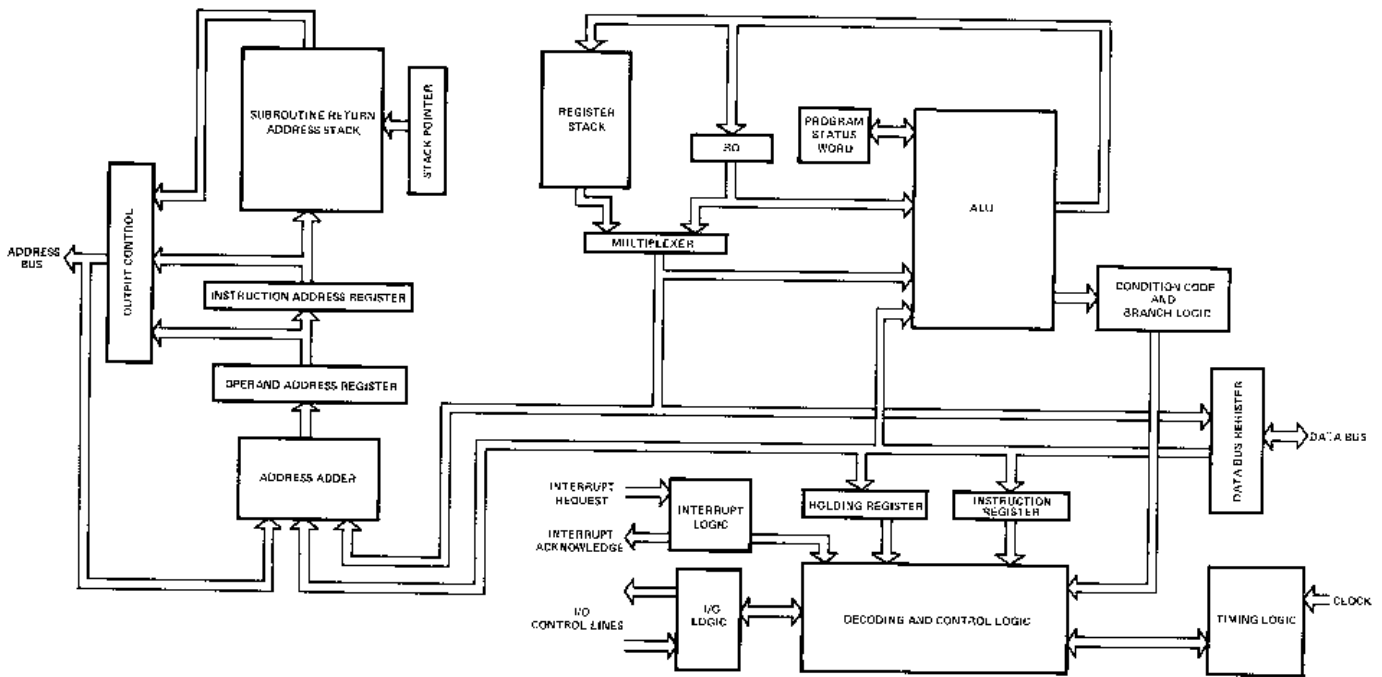 SUBROUTINE RETURN
ADDRESS STACK
STACK POINTER
REGISTER
STACK
PROGRAM
STATUS
WORD
R0
ALU
MULTIPLEXER
ADDRESS
BUS
OUTPUT CONTROL
INSTRUCTION ADDRESS REGISTER
CONDITION CODE
AND
BRANCH LOGIC
OPERAND ADDRESS REGISTER
DATA BUS REGISTER
DATA BUS
ADDRESS ADDER
INTERRUPT
REQUEST
INTERRUPT
LOGIC
HOLDING REGISTER
INSTRUCTION
REGISTER
INTERRUPT
ACKNOWLEDGE
I/O
CONTROL LINES
I/O
LOGIC
DECODING AND CONTROL LOGIC
TIMING LOGIC
CLOCK